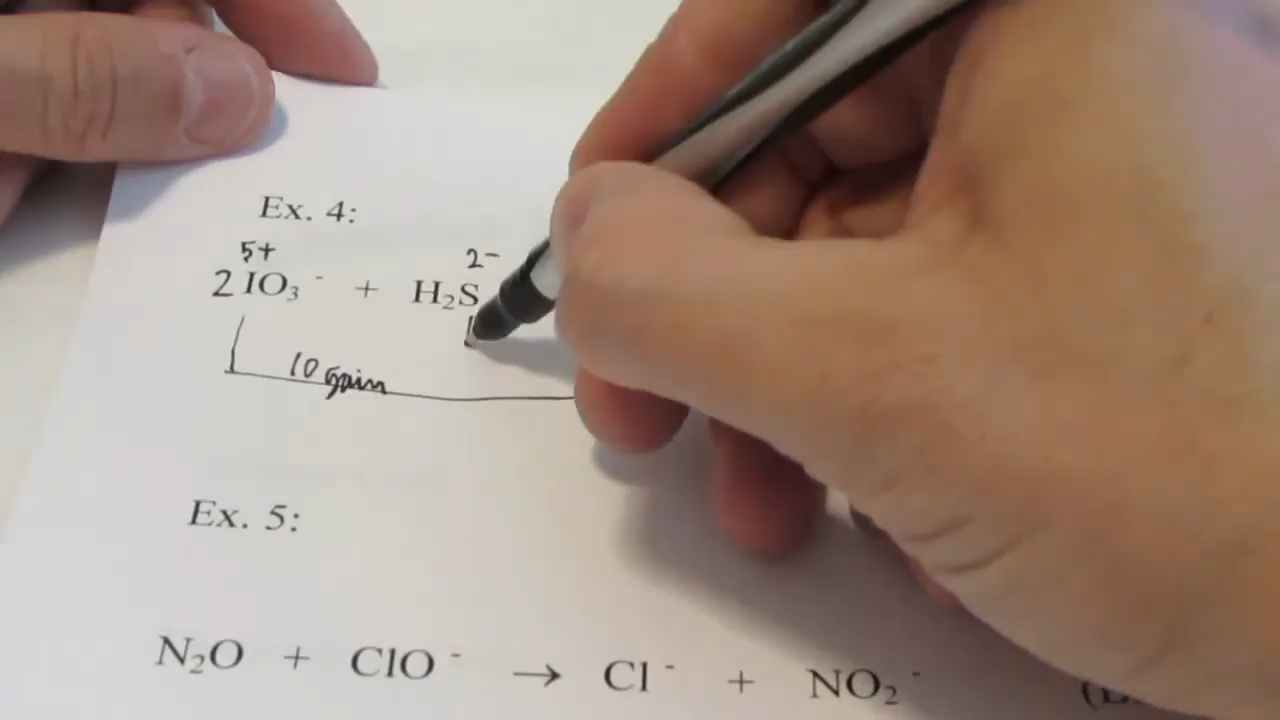 Ex. 4:
5+ 2-
2 IO₃⁻ + H₂S
10 gain
Ex. 5:
N₂O + ClO⁻ → Cl⁻ + NO₂⁻